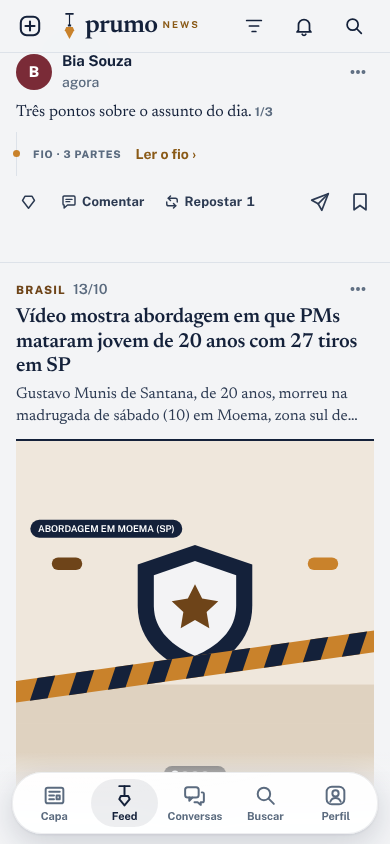 prumo NEWS
B
Bia Souza
agora
Três pontos sobre o assunto do dia. 1/3
FIO · 3 PARTES Ler o fio ›
Comentar Repostar 1
BRASIL 13/10
Vídeo mostra abordagem em que PMs
mataram jovem de 20 anos com 27 tiros
em SP
Gustavo Munis de Santana, de 20 anos, morreu na
madrugada de sábado (10) em Moema, zona sul de…
ABORDAGEM EM MOEMA (SP)
Capa Feed Conversas Buscar Perfil